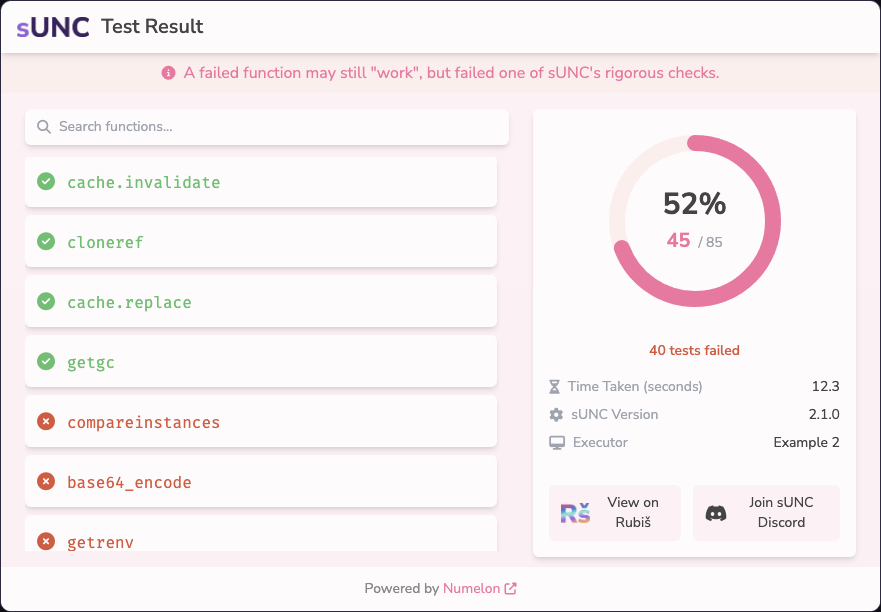 sUNC Test Result
A failed function may still "work", but failed one of sUNC's rigorous checks.
Search functions...
cache.invalidate
cloneref
cache.replace
getgc
compareinstances
base64_encode
getrenv
52%
45 / 85
40 tests failed
Time Taken (seconds) 12.3
sUNC Version 2.1.0
Executor Example 2
Rš
View on
Rubiš
Join sUNC
Discord
Powered by Numelon